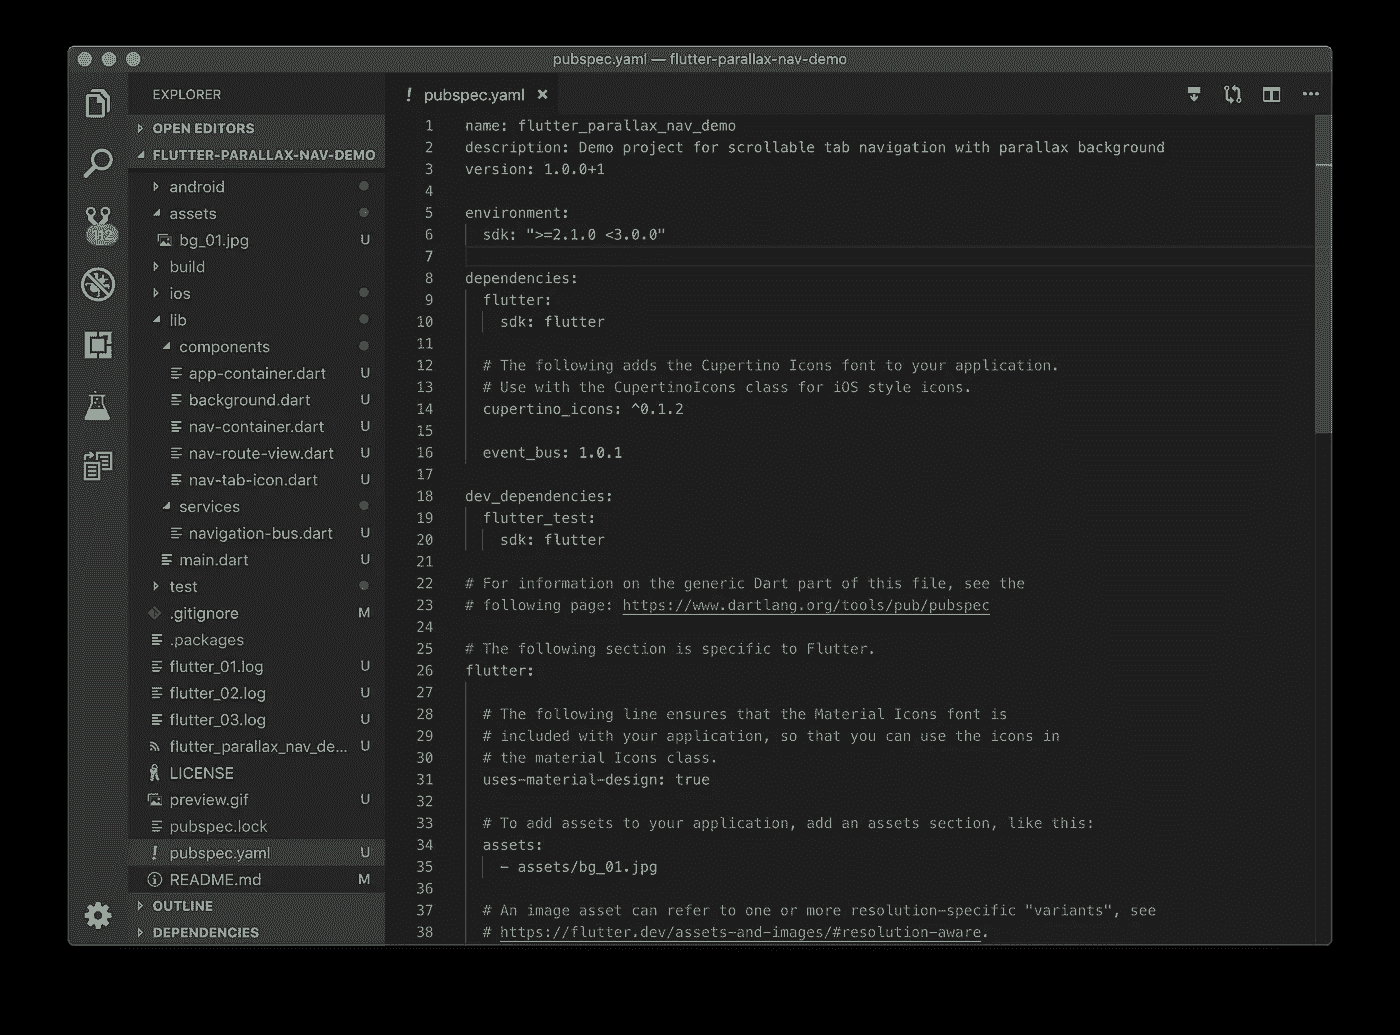 pubspec.yaml — flutter-parallax-nav-demo
EXPLORER
OPEN EDITORS
FLUTTER-PARALLAX-NAV-DEMO
android
assets
bg_01.jpg U
build
ios
lib
components
app-container.dart U
background.dart U
nav-container.dart U
nav-route-view.dart U
nav-tab-icon.dart U
services
navigation-bus.dart U
main.dart U
test
.gitignore M
.packages
flutter_01.log U
flutter_02.log U
flutter_03.log U
flutter_parallax_nav_de... U
LICENSE
preview.gif U
pubspec.lock
! pubspec.yaml U
README.md M
OUTLINE
DEPENDENCIES
112
! pubspec.yaml ×
1 name: flutter_parallax_nav_demo
2 description: Demo project for scrollable tab navigation with parallax background
3 version: 1.0.0+1
4
5 environment:
6 sdk: ">=2.1.0 <3.0.0"
7
8 dependencies:
9 flutter:
10 sdk: flutter
11
12 # The following adds the Cupertino Icons font to your application.
13 # Use with the CupertinoIcons class for iOS style icons.
14 cupertino_icons: ^0.1.2
15
16 event_bus: 1.0.1
17
18 dev_dependencies:
19 flutter_test:
20 sdk: flutter
21
22 # For information on the generic Dart part of this file, see the
23 # following page: https://www.dartlang.org/tools/pub/pubspec
24
25 # The following section is specific to Flutter.
26 flutter:
27
28 # The following line ensures that the Material Icons font is
29 # included with your application, so that you can use the icons in
30 # the material Icons class.
31 uses-material-design: true
32
33 # To add assets to your application, add an assets section, like this:
34 assets:
35 - assets/bg_01.jpg
36
37 # An image asset can refer to one or more resolution-specific "variants", see
38 # https://flutter.dev/assets-and-images/#resolution-aware.